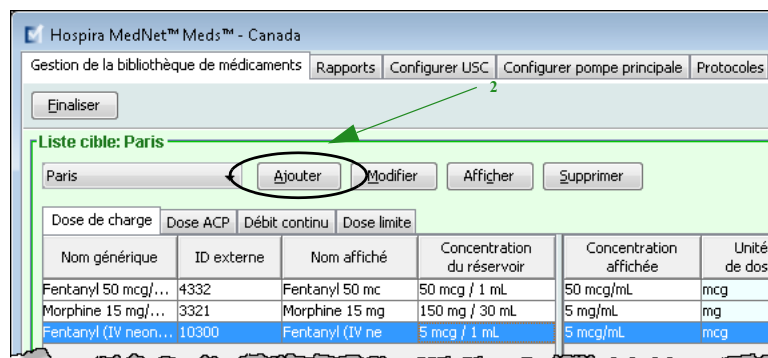 Hospira MedNet™ Meds™ - Canada
Gestion de la bibliothèque de médicaments Rapports Configurer USC Configurer pompe principale Protocoles
2
Finaliser
Liste cible: Paris
Paris Ajouter Modifier Afficher Supprimer
Dose de charge Dose ACP Débit continu Dose limite
Nom générique ID externe Nom affiché Concentration du réservoir Concentration affichée Unité de dos
Fentanyl 50 mcg/... 4332 Fentanyl 50 mc 50 mcg / 1 mL 50 mcg/mL mcg
Morphine 15 mg/... 3321 Morphine 15 mg 150 mg / 30 mL 5 mg/mL mg
Fentanyl (IV neon... 10300 Fentanyl (IV ne 5 mcg / 1 mL 5 mcg/mL mcg